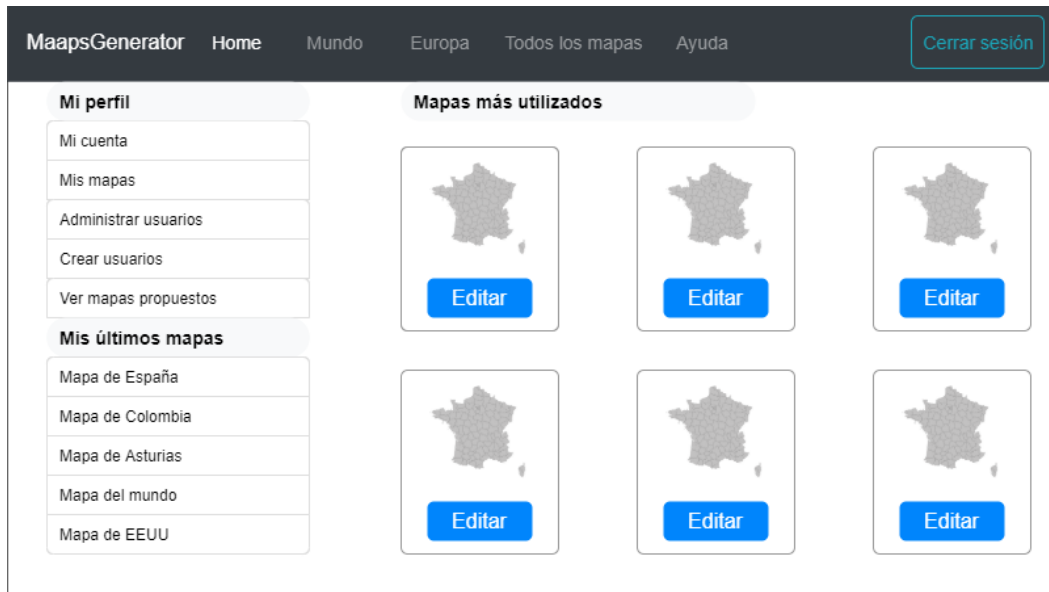 MaapsGenerator Home Mundo Europa Todos los mapas Ayuda Cerrar sesión
Mi perfil
Mi cuenta
Mis mapas
Administrar usuarios
Crear usuarios
Ver mapas propuestos
Mis últimos mapas
Mapa de España
Mapa de Colombia
Mapa de Asturias
Mapa del mundo
Mapa de EEUU
Mapas más utilizados
Editar Editar Editar
Editar Editar Editar